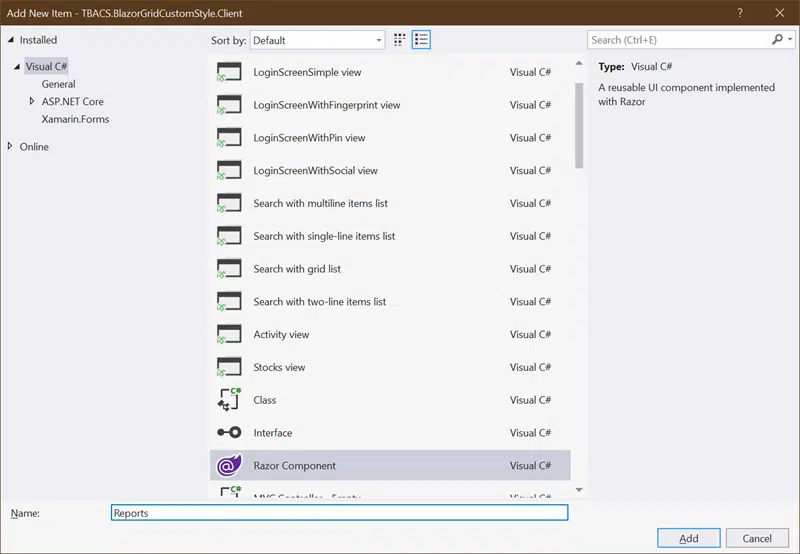 Add New Item - TBACS.BlazorGridCustomStyle.Client
?
Installed
Sort by: Default
Search (Ctrl+E)
Visual C#
General
ASP.NET Core
Xamarin.Forms
Online
LoginScreenSimple view Visual C#
LoginScreenWithFingerprint view Visual C#
LoginScreenWithPin view Visual C#
LoginScreenWithSocial view Visual C#
Search with multiline items list Visual C#
Search with single-line items list Visual C#
Search with grid list Visual C#
Search with two-line items list Visual C#
Activity view Visual C#
Stocks view Visual C#
C# Class Visual C#
Interface Visual C#
@ Razor Component Visual C#
C# MVC Controller - Empty Visual C#
Type: Visual C#
A reusable UI component implemented
with Razor
Name: Reports
Add Cancel